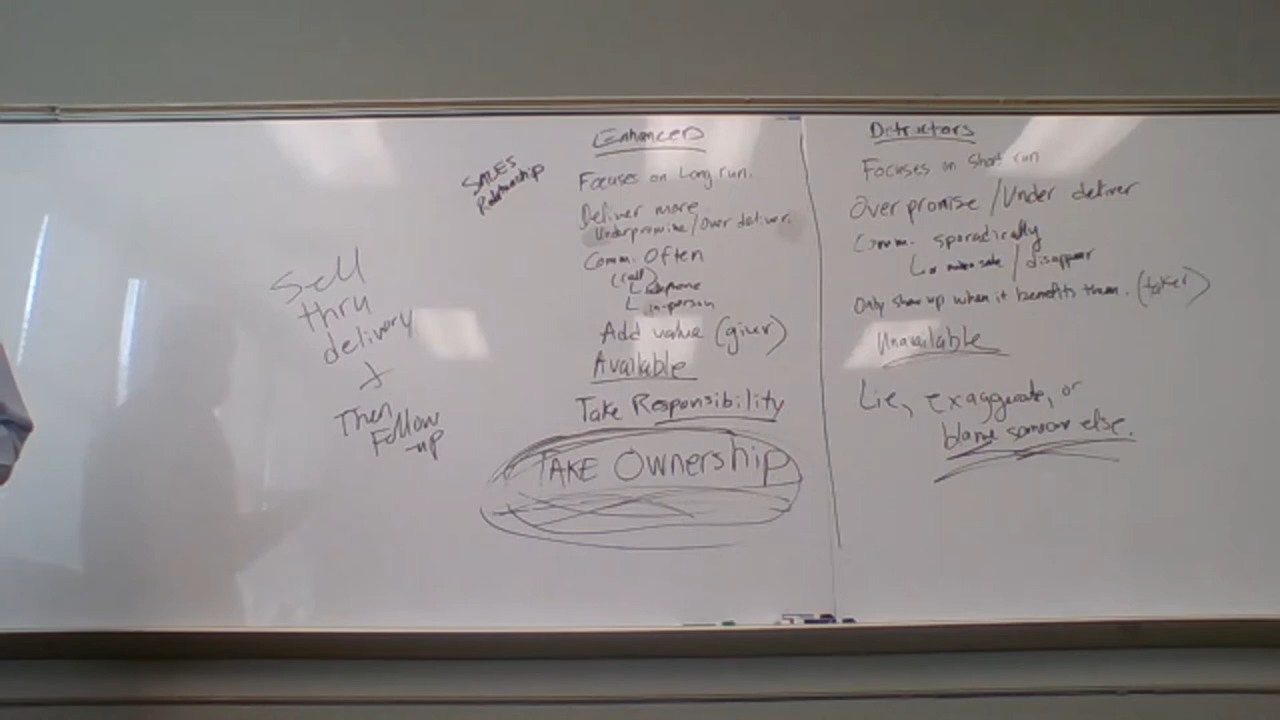 Sell
thru
delivery
+
Then
Follow
-up
SALES
Relationship
Enhancers
Focuses on Long run.
Deliver more
Underpromise/Over deliver.
Comm. Often
(call)
telephone
in-person
Add value (giver)
Available
Take Responsibility
TAKE Ownership
Ditructors
Focuses on short run
Over promise / Under deliver
Comm. sporadically
sale / disappear
Only show up when it benefits them. (taker)
Unavailable
Lie, exaggerate, or
blame someone else.